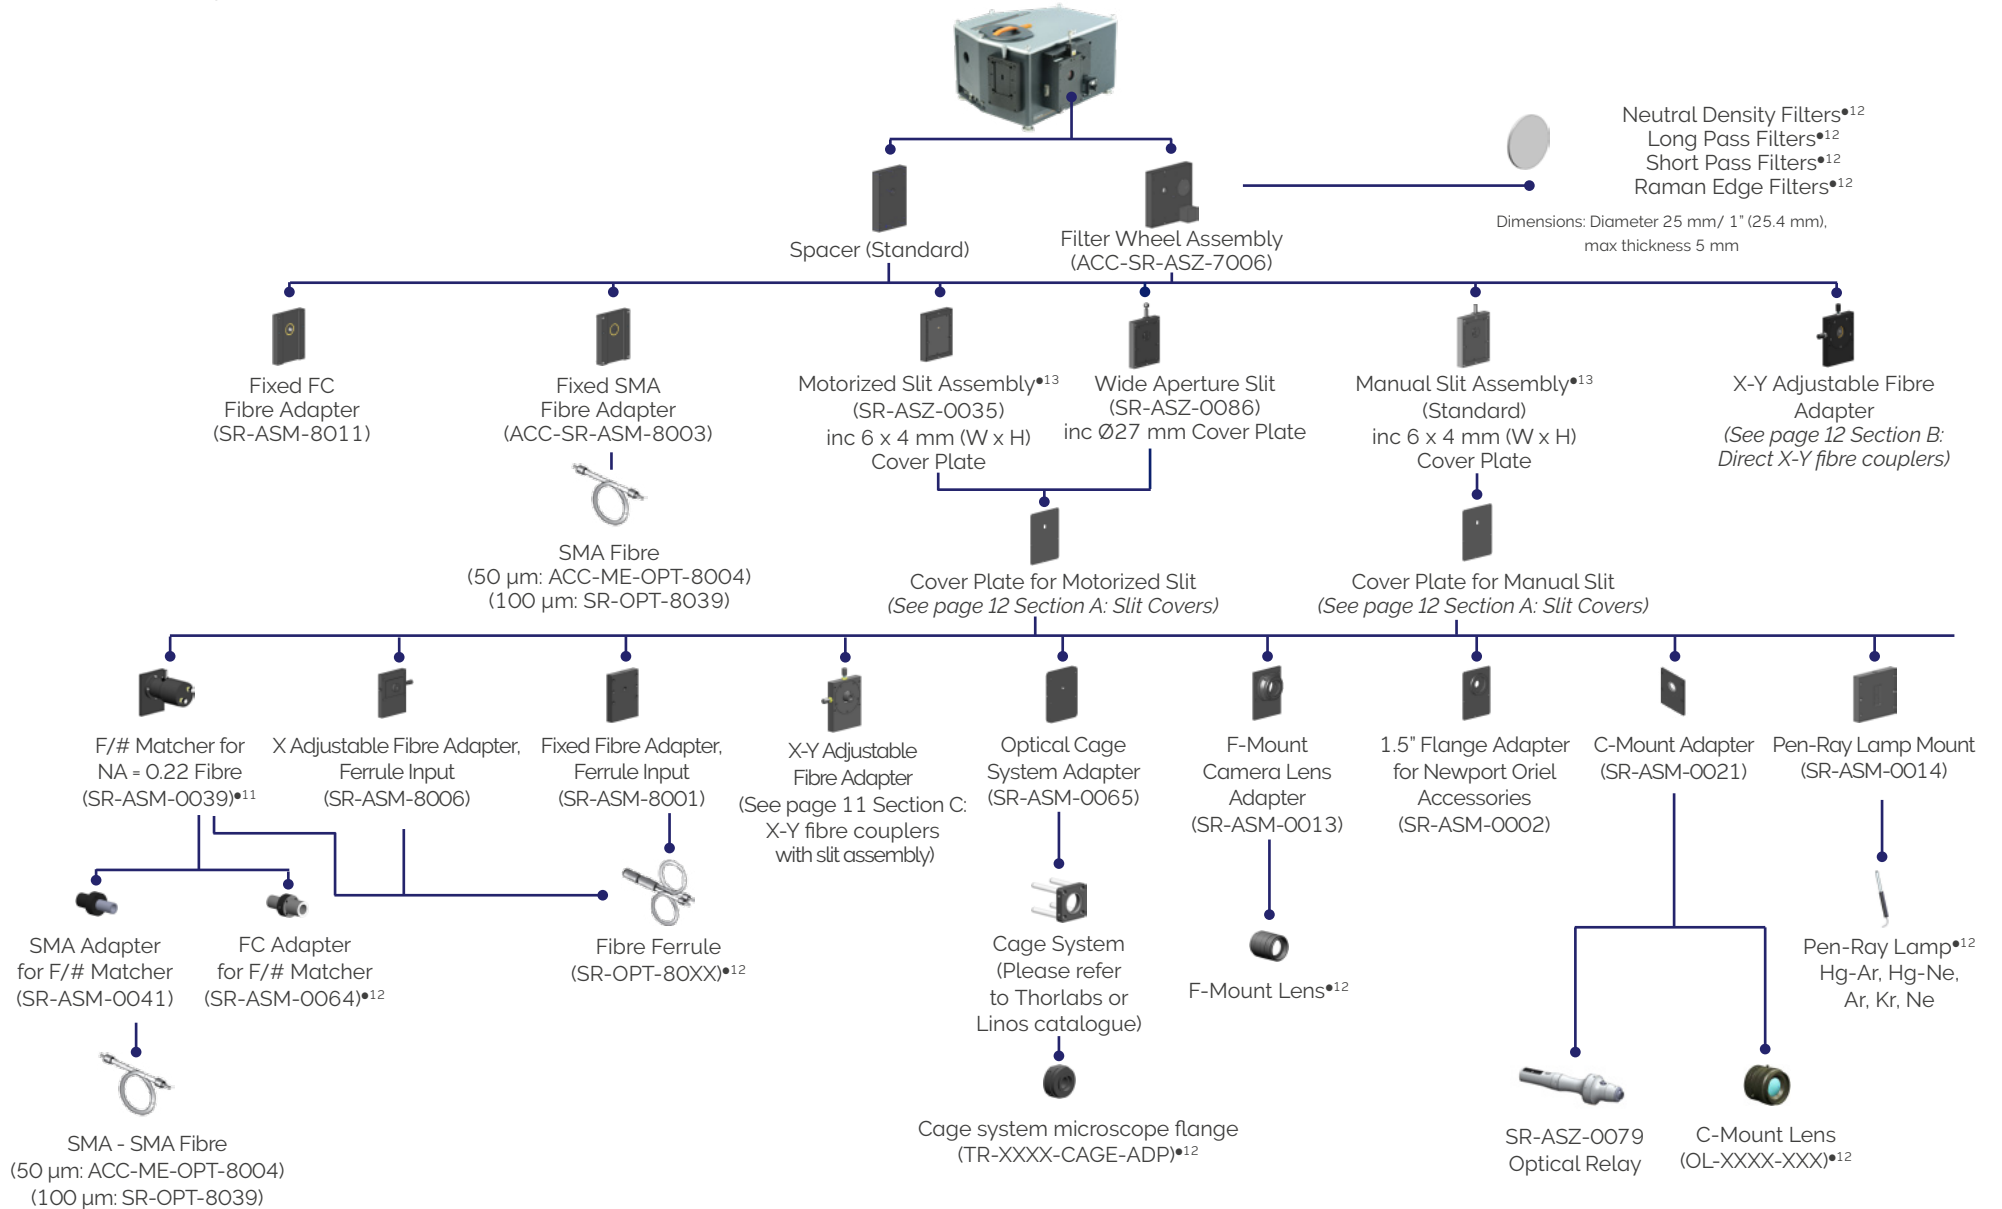 Neutral Density Filters●12
Long Pass Filters●12
Short Pass Filters●12
Raman Edge Filters●12
Dimensions: Diameter 25 mm/ 1" (25.4 mm),
max thickness 5 mm
Spacer (Standard)
Filter Wheel Assembly
(ACC-SR-ASZ-7006)
Fixed FC
Fibre Adapter
(SR-ASM-8011)
Fixed SMA
Fibre Adapter
(ACC-SR-ASM-8003)
Motorized Slit Assembly●13
(SR-ASZ-0035)
inc 6 x 4 mm (W x H)
Cover Plate
Wide Aperture Slit
(SR-ASZ-0086)
inc Ø27 mm Cover Plate
Manual Slit Assembly●13
(Standard)
inc 6 x 4 mm (W x H)
Cover Plate
X-Y Adjustable Fibre
Adapter
(See page 12 Section B:
Direct X-Y fibre couplers)
SMA Fibre
(50 µm: ACC-ME-OPT-8004)
(100 µm: SR-OPT-8039)
Cover Plate for Motorized Slit
(See page 12 Section A: Slit Covers)
Cover Plate for Manual Slit
(See page 12 Section A: Slit Covers)
F/# Matcher for
NA = 0.22 Fibre
(SR-ASM-0039)●11
X Adjustable Fibre Adapter,
Ferrule Input
(SR-ASM-8006)
Fixed Fibre Adapter,
Ferrule Input
(SR-ASM-8001)
X-Y Adjustable
Fibre Adapter
(See page 11 Section C:
X-Y fibre couplers
with slit assembly)
Optical Cage
System Adapter
(SR-ASM-0065)
F-Mount
Camera Lens
Adapter
(SR-ASM-0013)
1.5" Flange Adapter
for Newport Oriel
Accessories
(SR-ASM-0002)
C-Mount Adapter
(SR-ASM-0021)
Pen-Ray Lamp Mount
(SR-ASM-0014)
SMA Adapter
for F/# Matcher
(SR-ASM-0041)
FC Adapter
for F/# Matcher
(SR-ASM-0064)●12
Fibre Ferrule
(SR-OPT-80XX)●12
Cage System
(Please refer
to Thorlabs or
Linos catalogue)
F-Mount Lens●12
Pen-Ray Lamp●12
Hg-Ar, Hg-Ne,
Ar, Kr, Ne
SMA - SMA Fibre
(50 µm: ACC-ME-OPT-8004)
(100 µm: SR-OPT-8039)
Cage system microscope flange
(TR-XXXX-CAGE-ADP)●12
SR-ASZ-0079
Optical Relay
C-Mount Lens
(OL-XXXX-XXX)●12